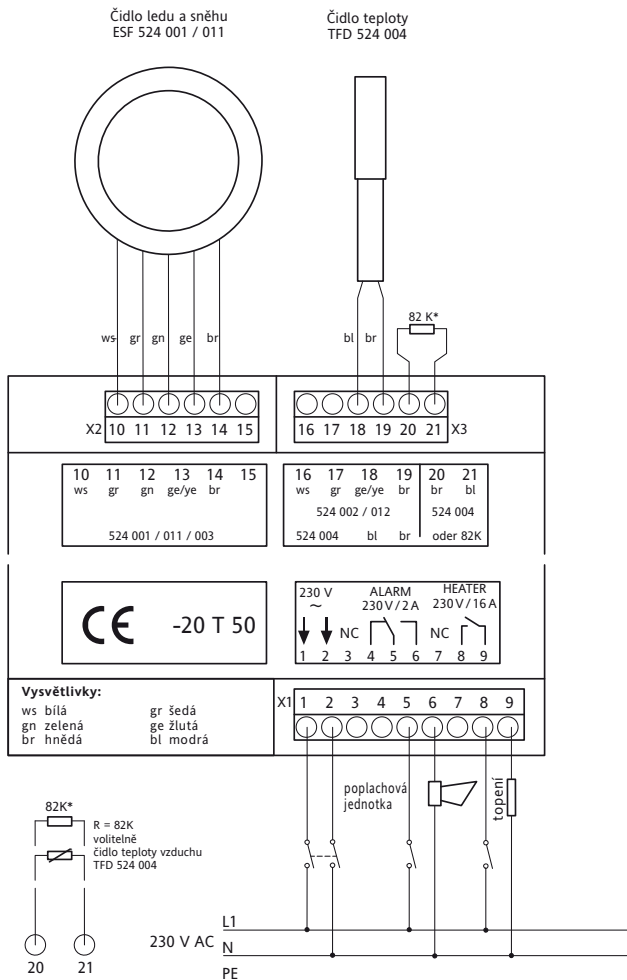 Čidlo ledu a sněhu
ESF 524 001 / 011
Čidlo teploty
TFD 524 004
ws gr gn ge br
bl br
82 K*
X2 10 11 12 13 14 15
16 17 18 19 20 21 X3
10 11 12 13 14 15
ws gr gn ge/ye br
524 001 / 011 / 003
16 17 18 19 20 21
ws gr ge/ye br br bl
524 002 / 012 524 004
524 004 bl br oder 82K
CE -20 T 50
230 V ALARM HEATER
~ 230 V / 2 A 230 V / 16 A
NC NC
1 2 3 4 5 6 7 8 9
Vysvětlivky:
ws bílá gr šedá
gn zelená ge žlutá
br hnědá bl modrá
X1 1 2 3 4 5 6 7 8 9
poplachová
jednotka
topení
82K*
R = 82K
volitelně
čidlo teploty vzduchu
TFD 524 004
20 21
230 V AC
L1
N
PE